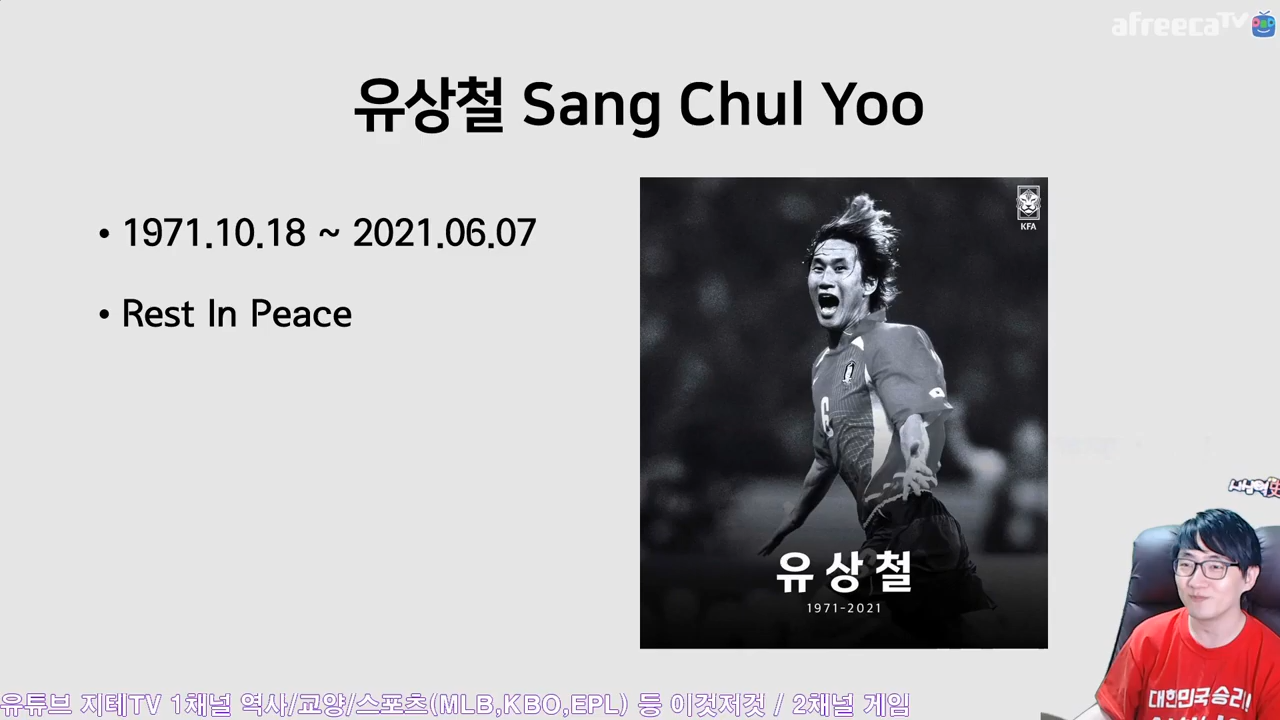 afreecaTV
유상철 Sang Chul Yoo
• 1971.10.18 ~ 2021.06.07
• Rest In Peace
KFA
6
유상철
1971-2021
대한민국 승리!
유튜브 지테TV 1채널 역사/교양/스포츠(MLB,KBO,EPL) 등 이것저것 / 2채널 게임